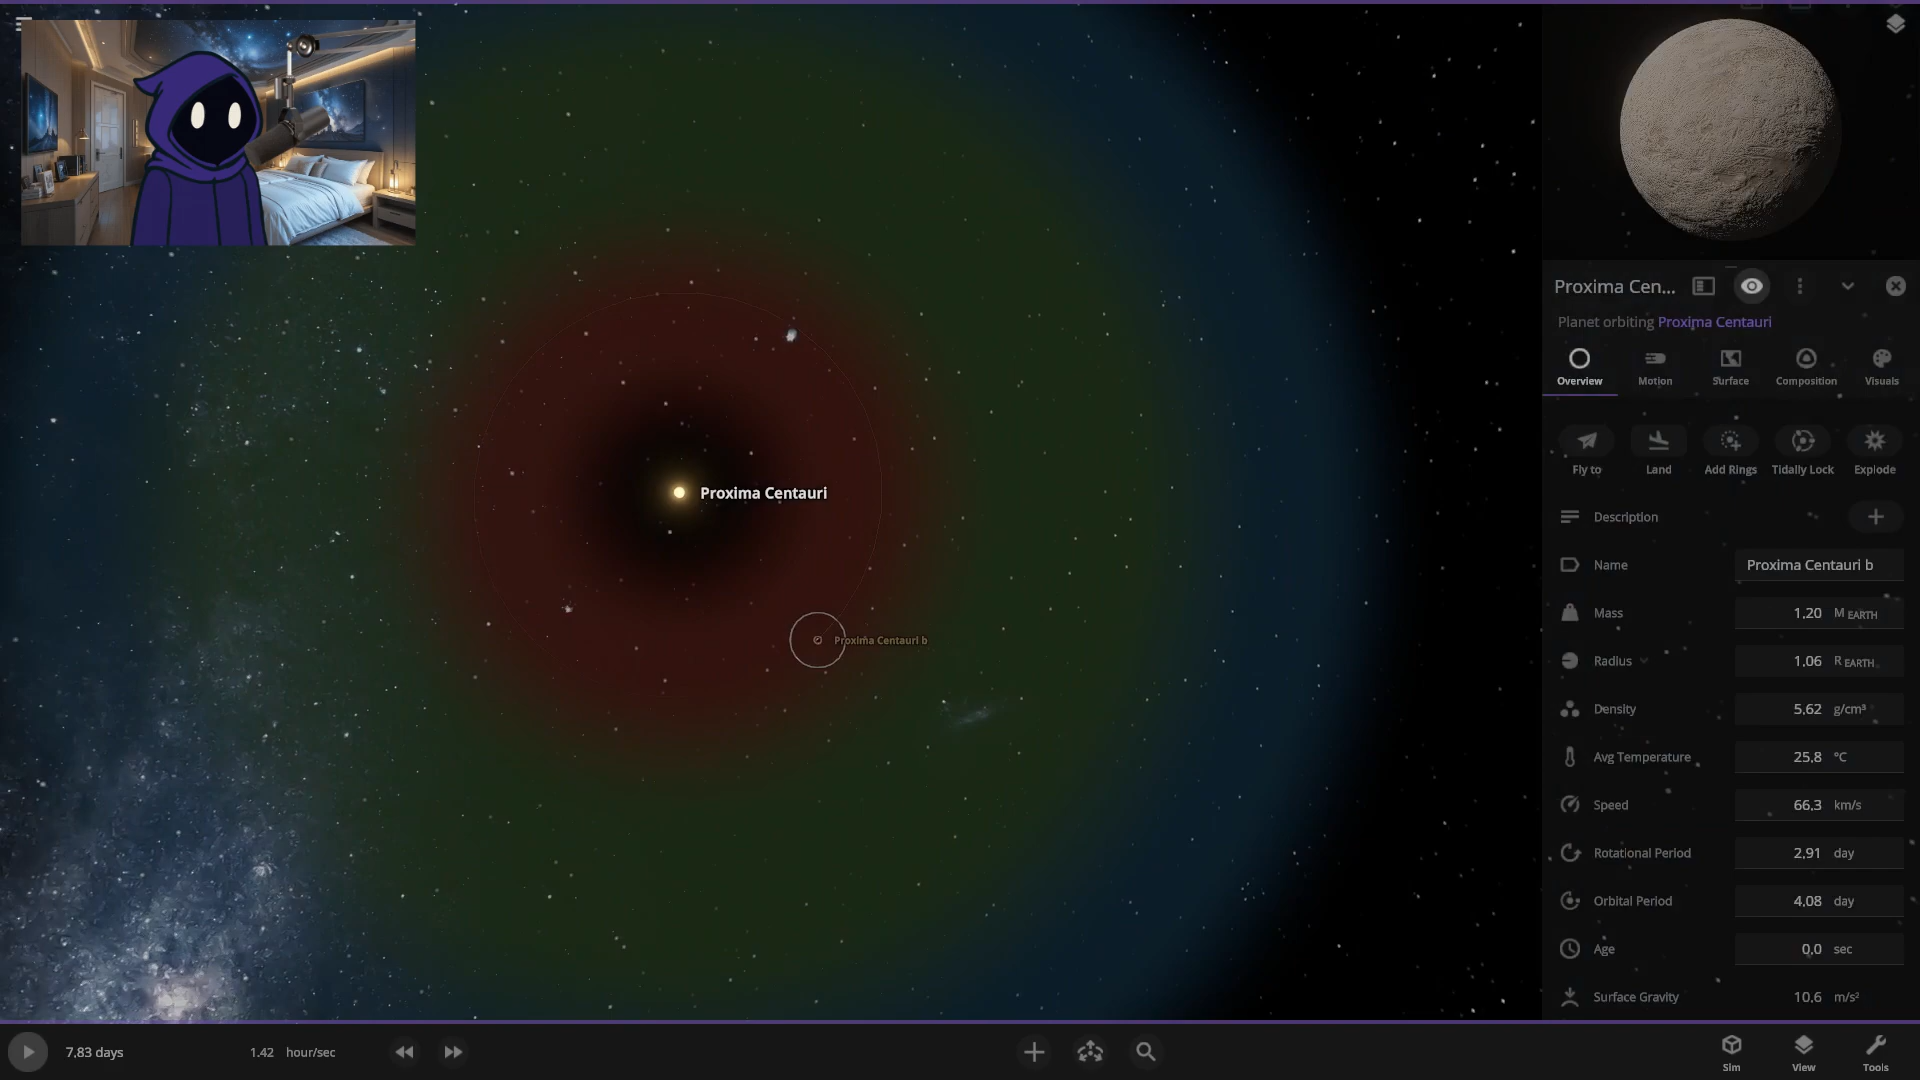 Proxima Centauri
Proxima Centauri b
Proxima Cen...
Planet orbiting Proxima Centauri
Overview
Motion
Surface
Composition
Visuals
Fly to
Land
Add Rings
Tidally Lock
Explode
Description
Name Proxima Centauri b
Mass 1,20 M EARTH
Radius 1,06 R EARTH
Density 5,62 g/cm³
Avg Temperature 25,8 °C
Speed 66,3 km/s
Rotational Period 2,91 day
Orbital Period 4,08 day
Age 0,0 sec
Surface Gravity 10,6 m/s²
7,83 days
1.42 hour/sec
Sim
View
Tools